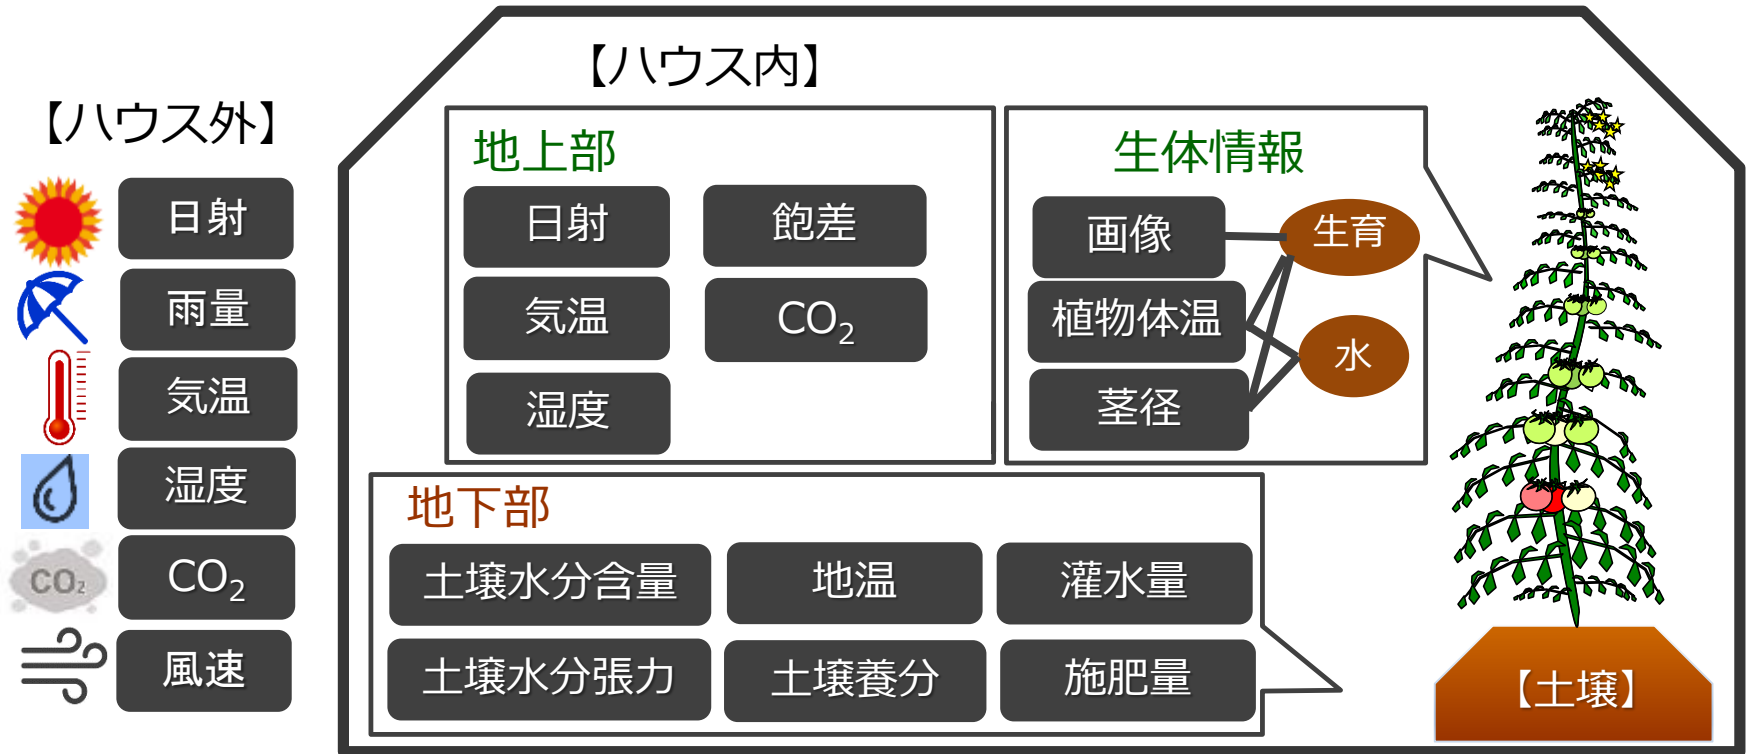 【ハウス外】
日射
雨量
気温
湿度
CO₂
CO₂
風速
【ハウス内】
地上部
日射
飽差
気温
CO₂
湿度
生体情報
画像
植物体温
茎径
生育
水
地下部
土壌水分含量
地温
灌水量
土壌水分張力
土壌養分
施肥量
【土壌】